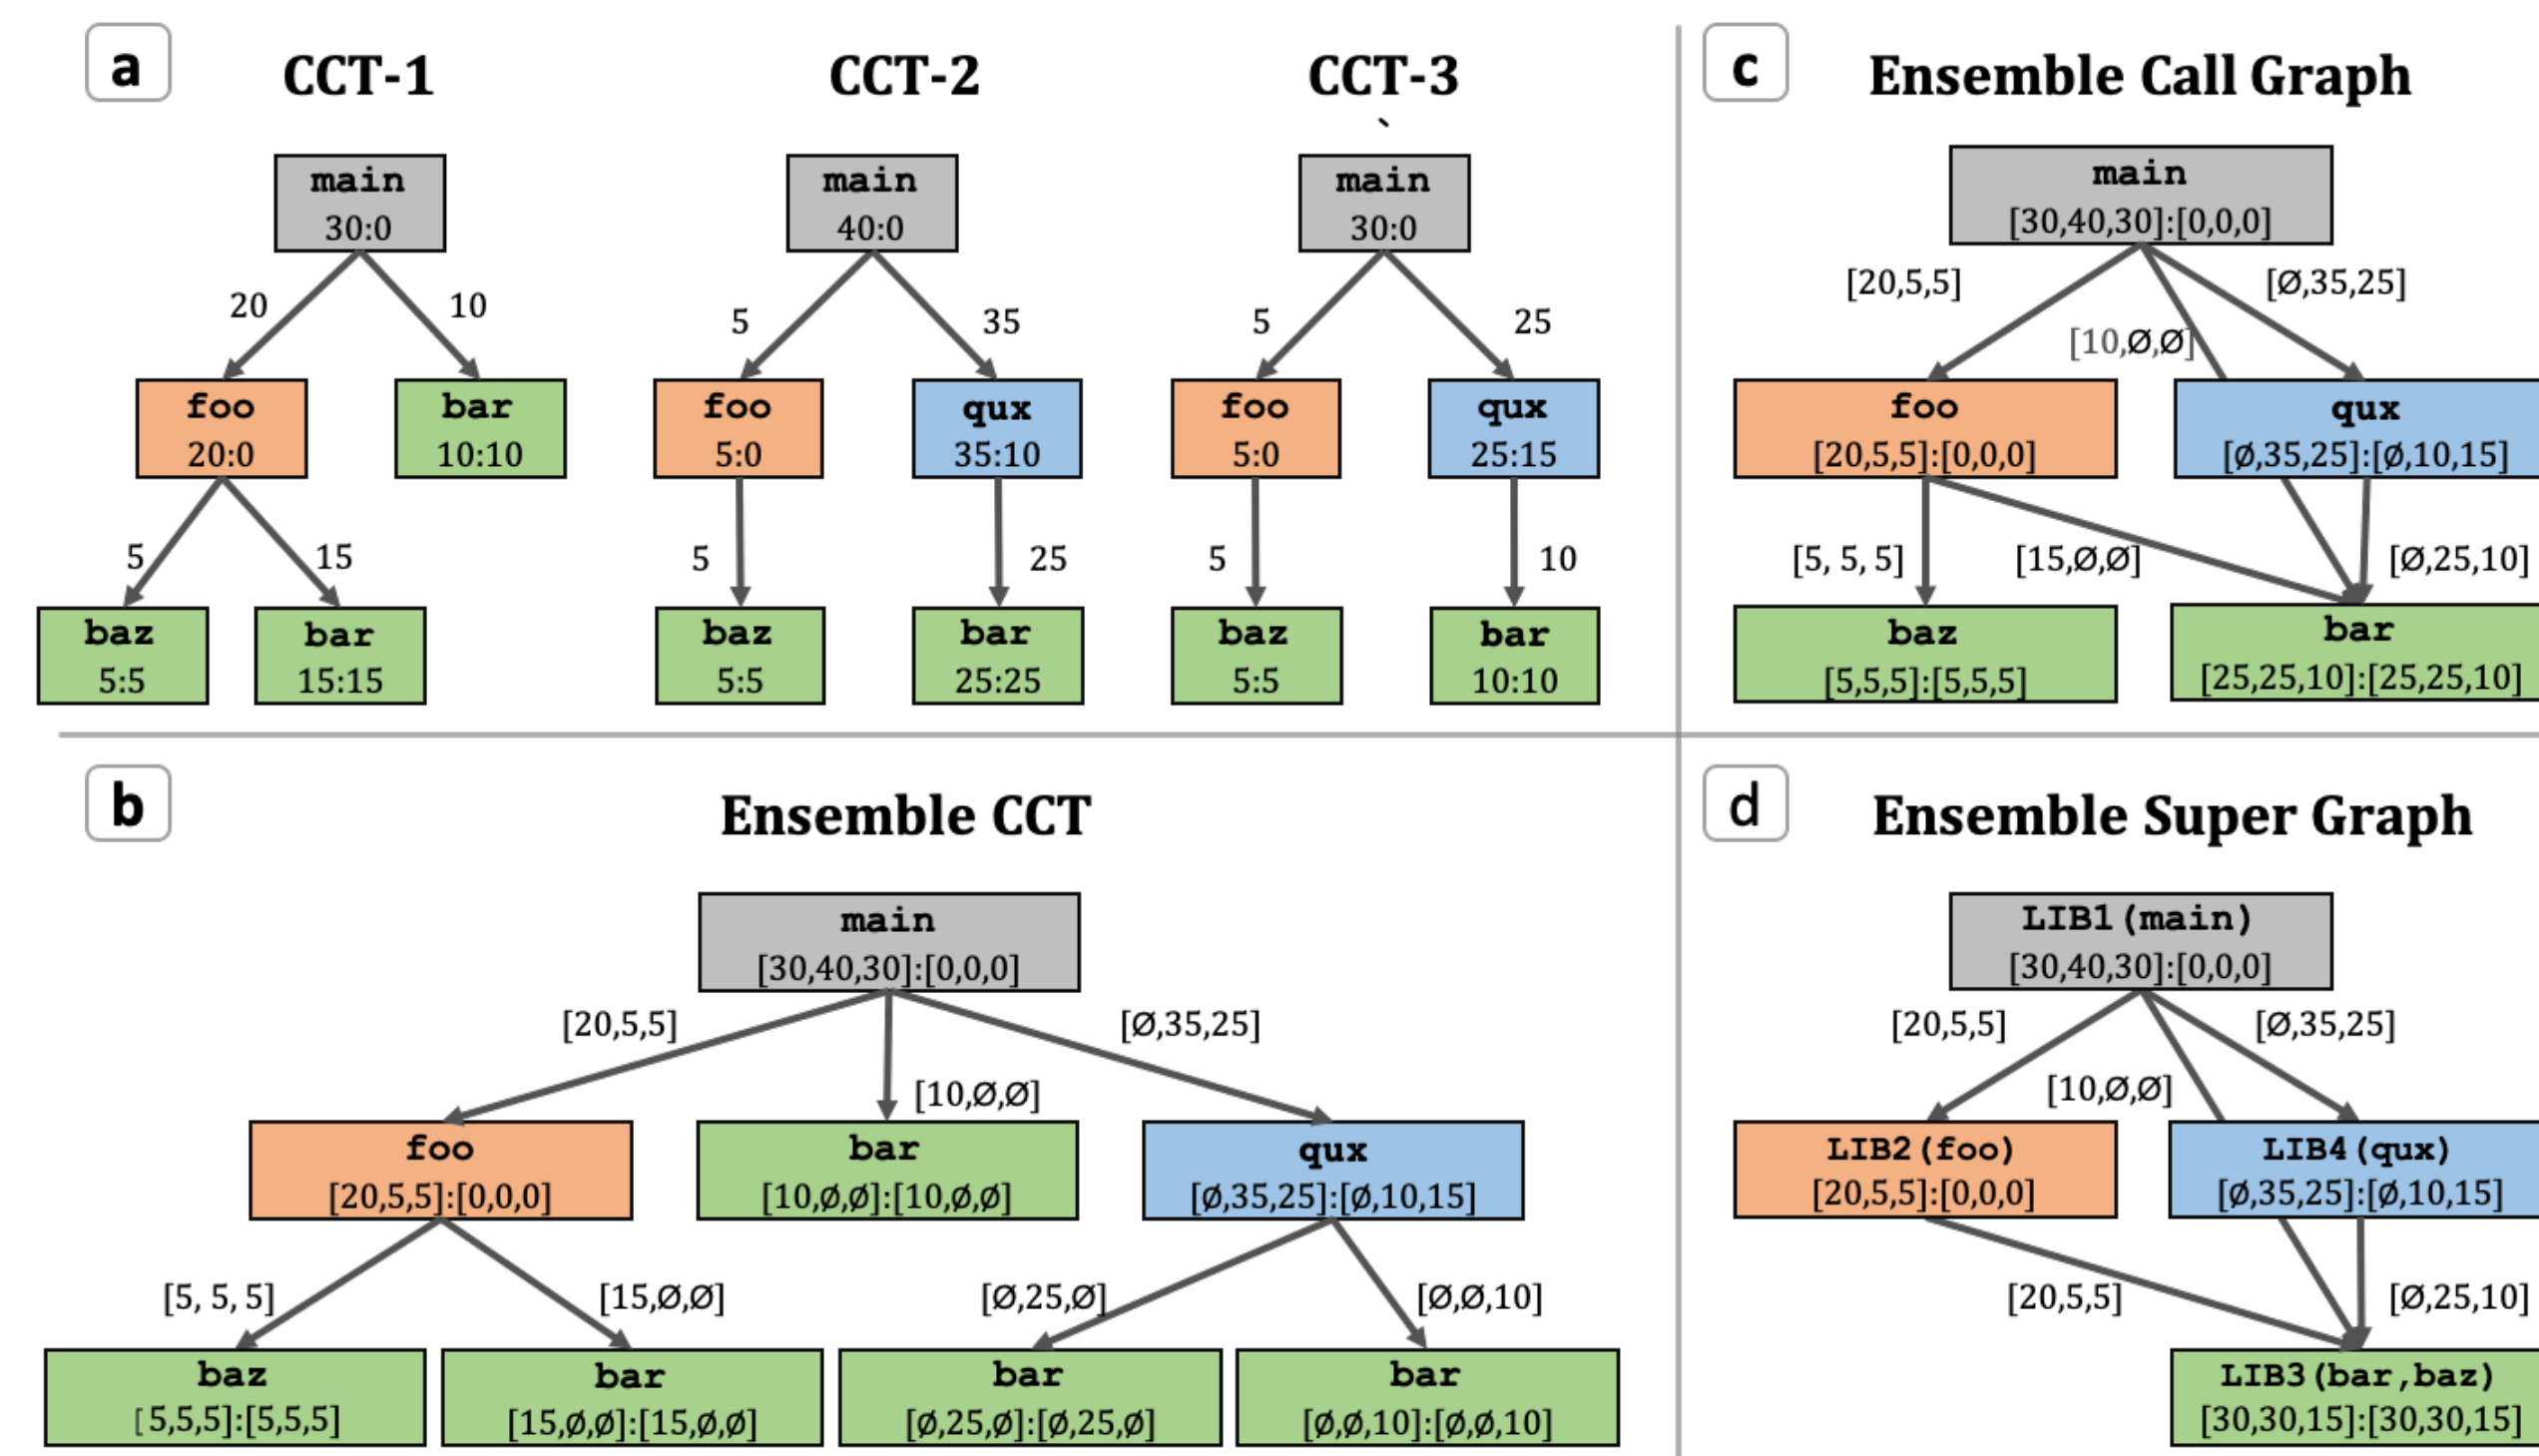 a
CCT-1
CCT-2
CCT-3
`
main
30:0
main
40:0
main
30:0
20
10
5
35
5
25
foo
20:0
bar
10:10
foo
5:0
qux
35:10
foo
5:0
qux
25:15
5
15
5
25
5
10
baz
5:5
bar
15:15
baz
5:5
bar
25:25
baz
5:5
bar
10:10
c
Ensemble Call Graph
main
[30,40,30]:[0,0,0]
[20,5,5]
[Ø,35,25]
[10,Ø,Ø]
foo
[20,5,5]:[0,0,0]
qux
[ø,35,25]:[ø,10,15]
[5, 5, 5]
[15,Ø,Ø]
[Ø,25,10]
baz
[5,5,5]:[5,5,5]
bar
[25,25,10]:[25,25,10]
b
Ensemble CCT
main
[30,40,30]:[0,0,0]
[20,5,5]
[Ø,35,25]
[10,Ø,Ø]
foo
[20,5,5]:[0,0,0]
bar
[10,ø,ø]:[10,ø,ø]
qux
[ø,35,25]:[ø,10,15]
[5, 5, 5]
[15,Ø,Ø]
[Ø,25,Ø]
[Ø,Ø,10]
baz
[5,5,5]:[5,5,5]
bar
[15,ø,ø]:[15,ø,ø]
bar
[ø,25,ø]:[ø,25,ø]
bar
[ø,ø,10]:[ø,ø,10]
d
Ensemble Super Graph
LIB1(main)
[30,40,30]:[0,0,0]
[20,5,5]
[Ø,35,25]
[10,Ø,Ø]
LIB2(foo)
[20,5,5]:[0,0,0]
LIB4(qux)
[ø,35,25]:[ø,10,15]
[20,5,5]
[Ø,25,10]
LIB3(bar,baz)
[30,30,15]:[30,30,15]